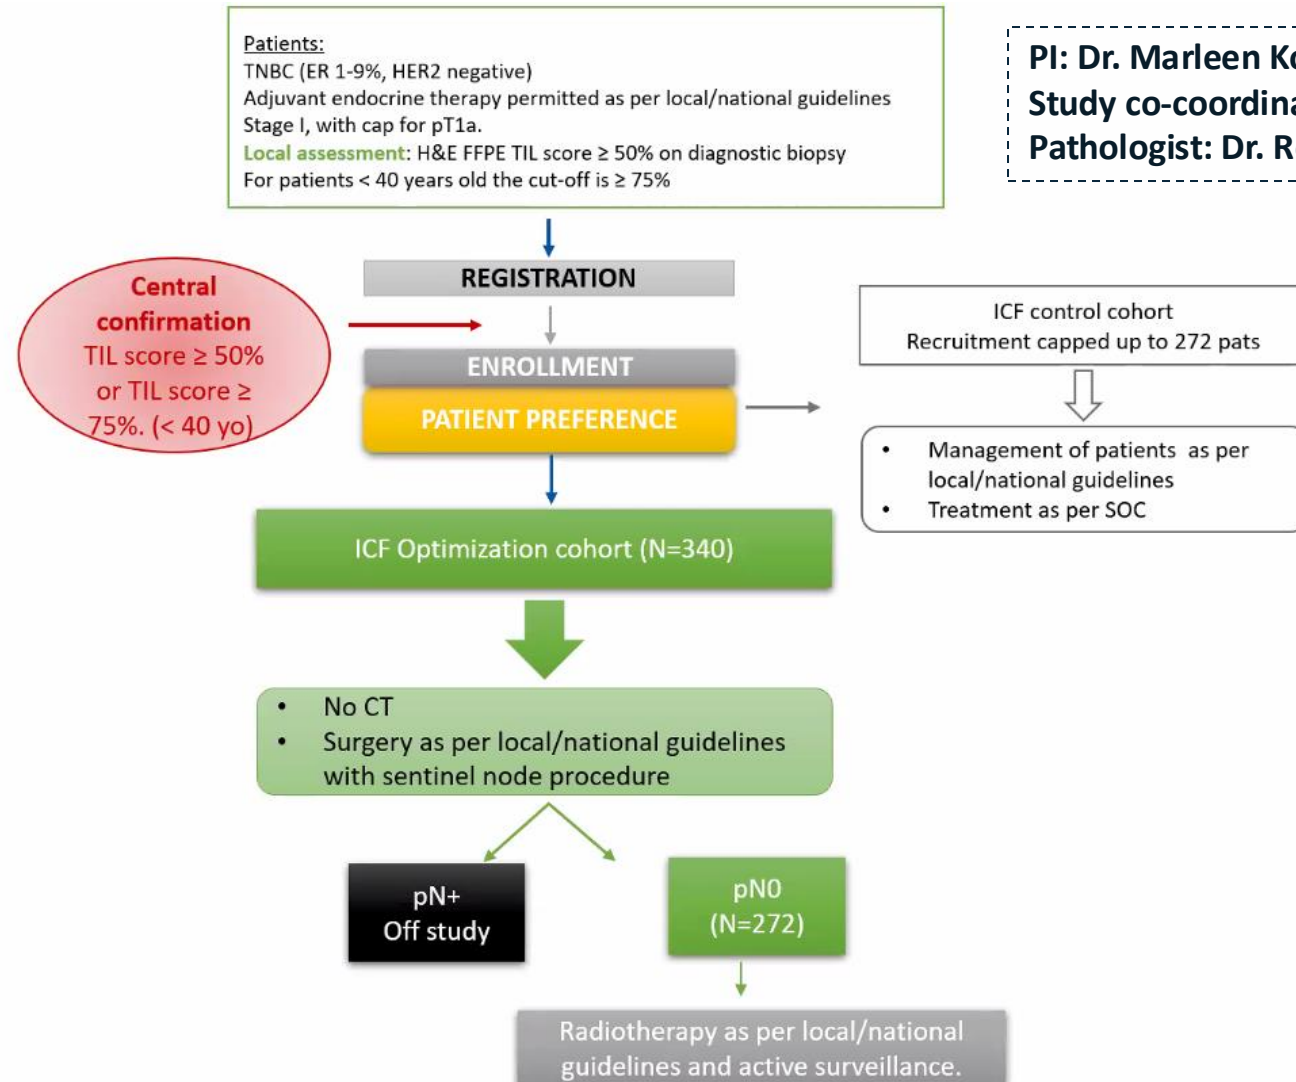 Patients:
TNBC (ER 1-9%, HER2 negative)
Adjuvant endocrine therapy permitted as per local/national guidelines
Stage I, with cap for pT1a.
Local assessment: H&E FFPE TIL score ≥ 50% on diagnostic biopsy
For patients < 40 years old the cut-off is ≥ 75%
PI: Dr. Marleen
Study
Pathologist: Dr.
REGISTRATION
Central
confirmation
TIL score ≥ 50%
or TIL score ≥
75%. (< 40 yo)
ENROLLMENT
PATIENT PREFERENCE
ICF control cohort
Recruitment capped up to 272 pats
• Management of patients as per
local/national guidelines
• Treatment as per SOC
ICF Optimization cohort (N=340)
• No CT
• Surgery as per local/national guidelines
with sentinel node procedure
pN+
Off study
pN0
(N=272)
Radiotherapy as per local/national
guidelines and active surveillance.